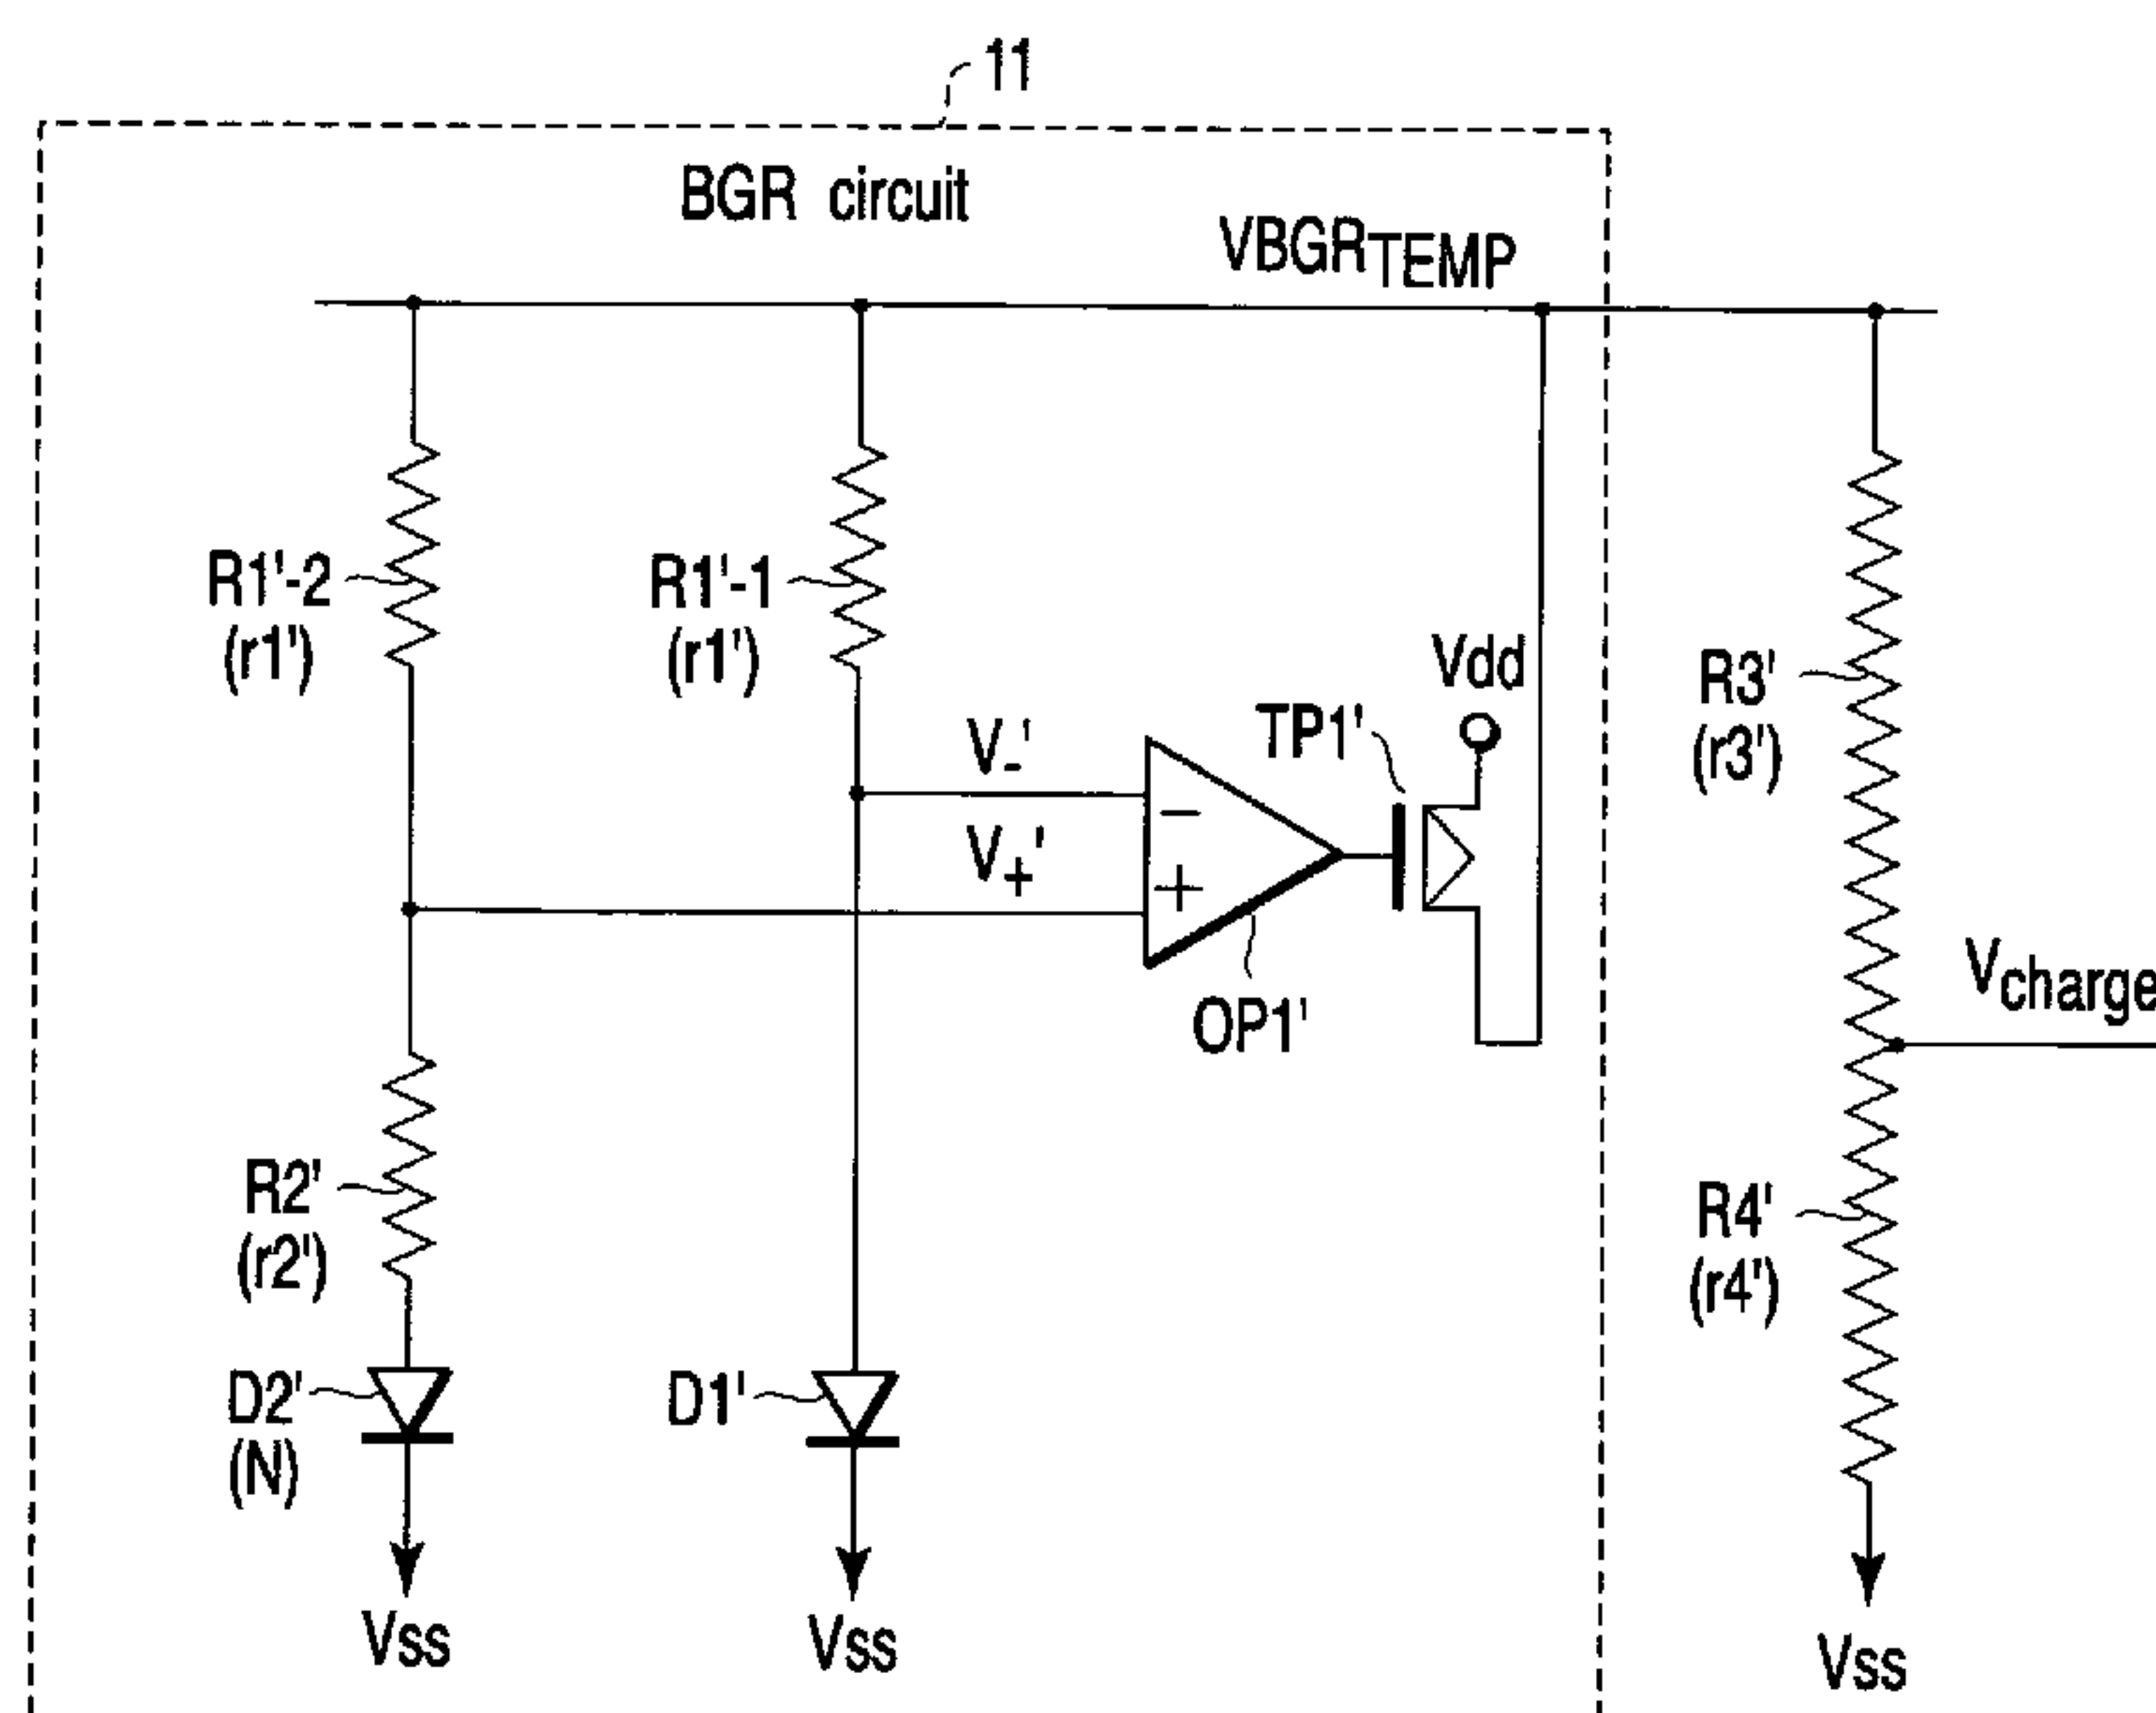 11
BGR circuit
VBGRTEMP
R1'-2
(r1')
R1'-1
(r1')
V-'
V+'
−
+
OP1'
TP1'
Vdd
R3'
(r3')
Vcharge
R2'
(r2')
R4'
(r4')
D2'
(N)
D1'
Vss
Vss
Vss